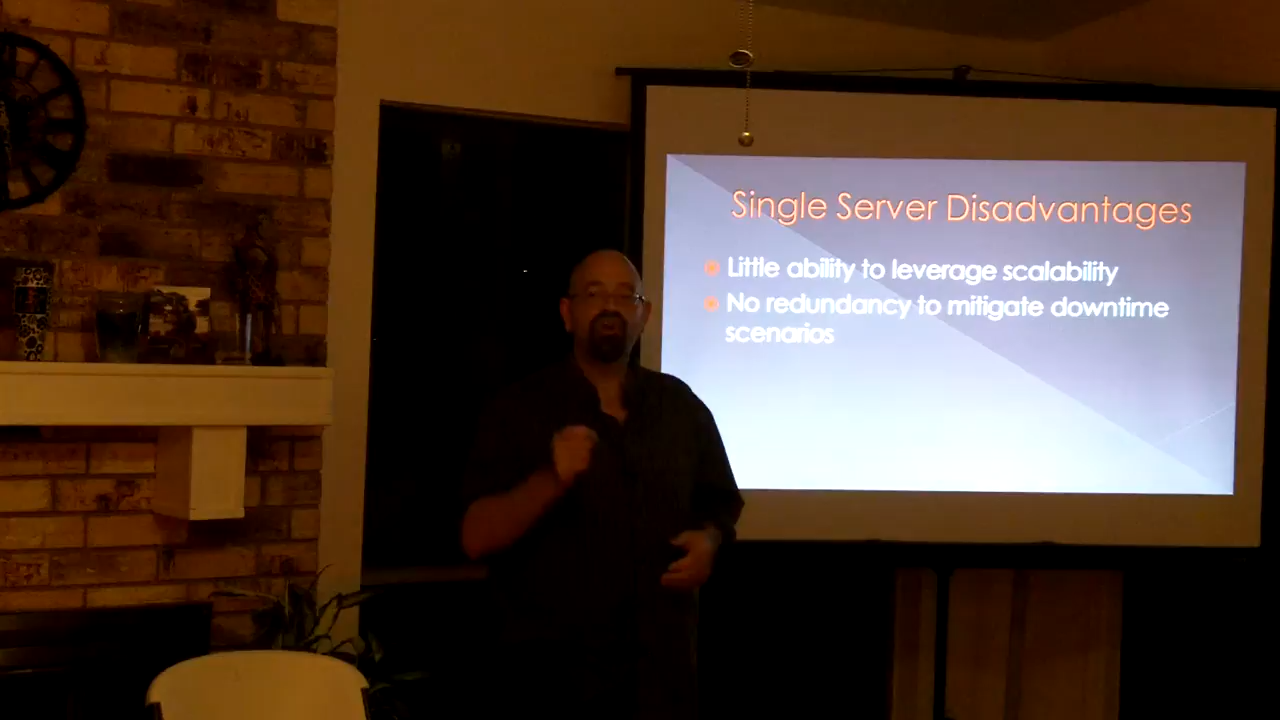 Single Server Disadvantages
Little ability to leverage scalability
No redundancy to mitigate downtime
scenarios